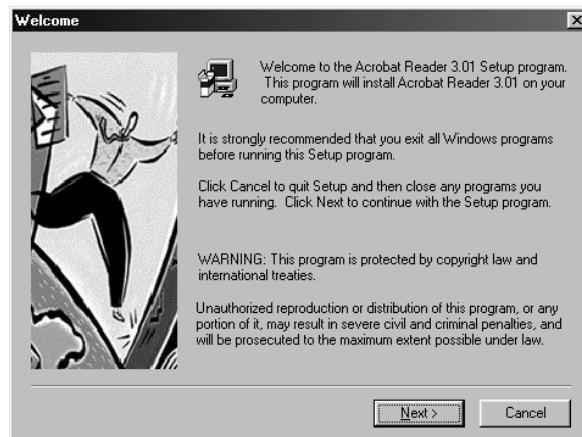 Welcome
Welcome to the Acrobat Reader 3.01 Setup program.
This program will install Acrobat Reader 3.01 on your
computer.
It is strongly recommended that you exit all Windows programs
before running this Setup program.
Click Cancel to quit Setup and then close any programs you
have running. Click Next to continue with the Setup program.
WARNING: This program is protected by copyright law and
international treaties.
Unauthorized reproduction or distribution of this program, or any
portion of it, may result in severe civil and criminal penalties, and
will be prosecuted to the maximum extent possible under law.
Next >
Cancel